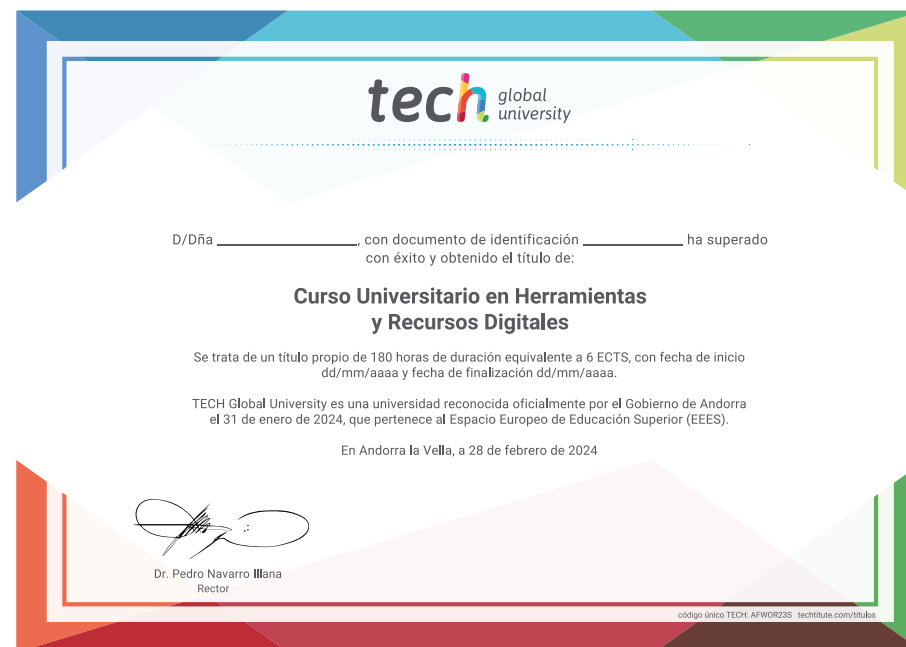 tech global university
D/Dña ____________________, con documento de identificación ______________ ha superado
con éxito y obtenido el título de:
Curso Universitario en Herramientas
y Recursos Digitales
Se trata de un título propio de 180 horas de duración equivalente a 6 ECTS, con fecha de inicio
dd/mm/aaaa y fecha de finalización dd/mm/aaaa.
TECH Global University es una universidad reconocida oficialmente por el Gobierno de Andorra
el 31 de enero de 2024, que pertenece al Espacio Europeo de Educación Superior (EEES).
En Andorra la Vella, a 28 de febrero de 2024
Dr. Pedro Navarro Illana
Rector
código único TECH: AFWOR23S techtitute.com/titulos